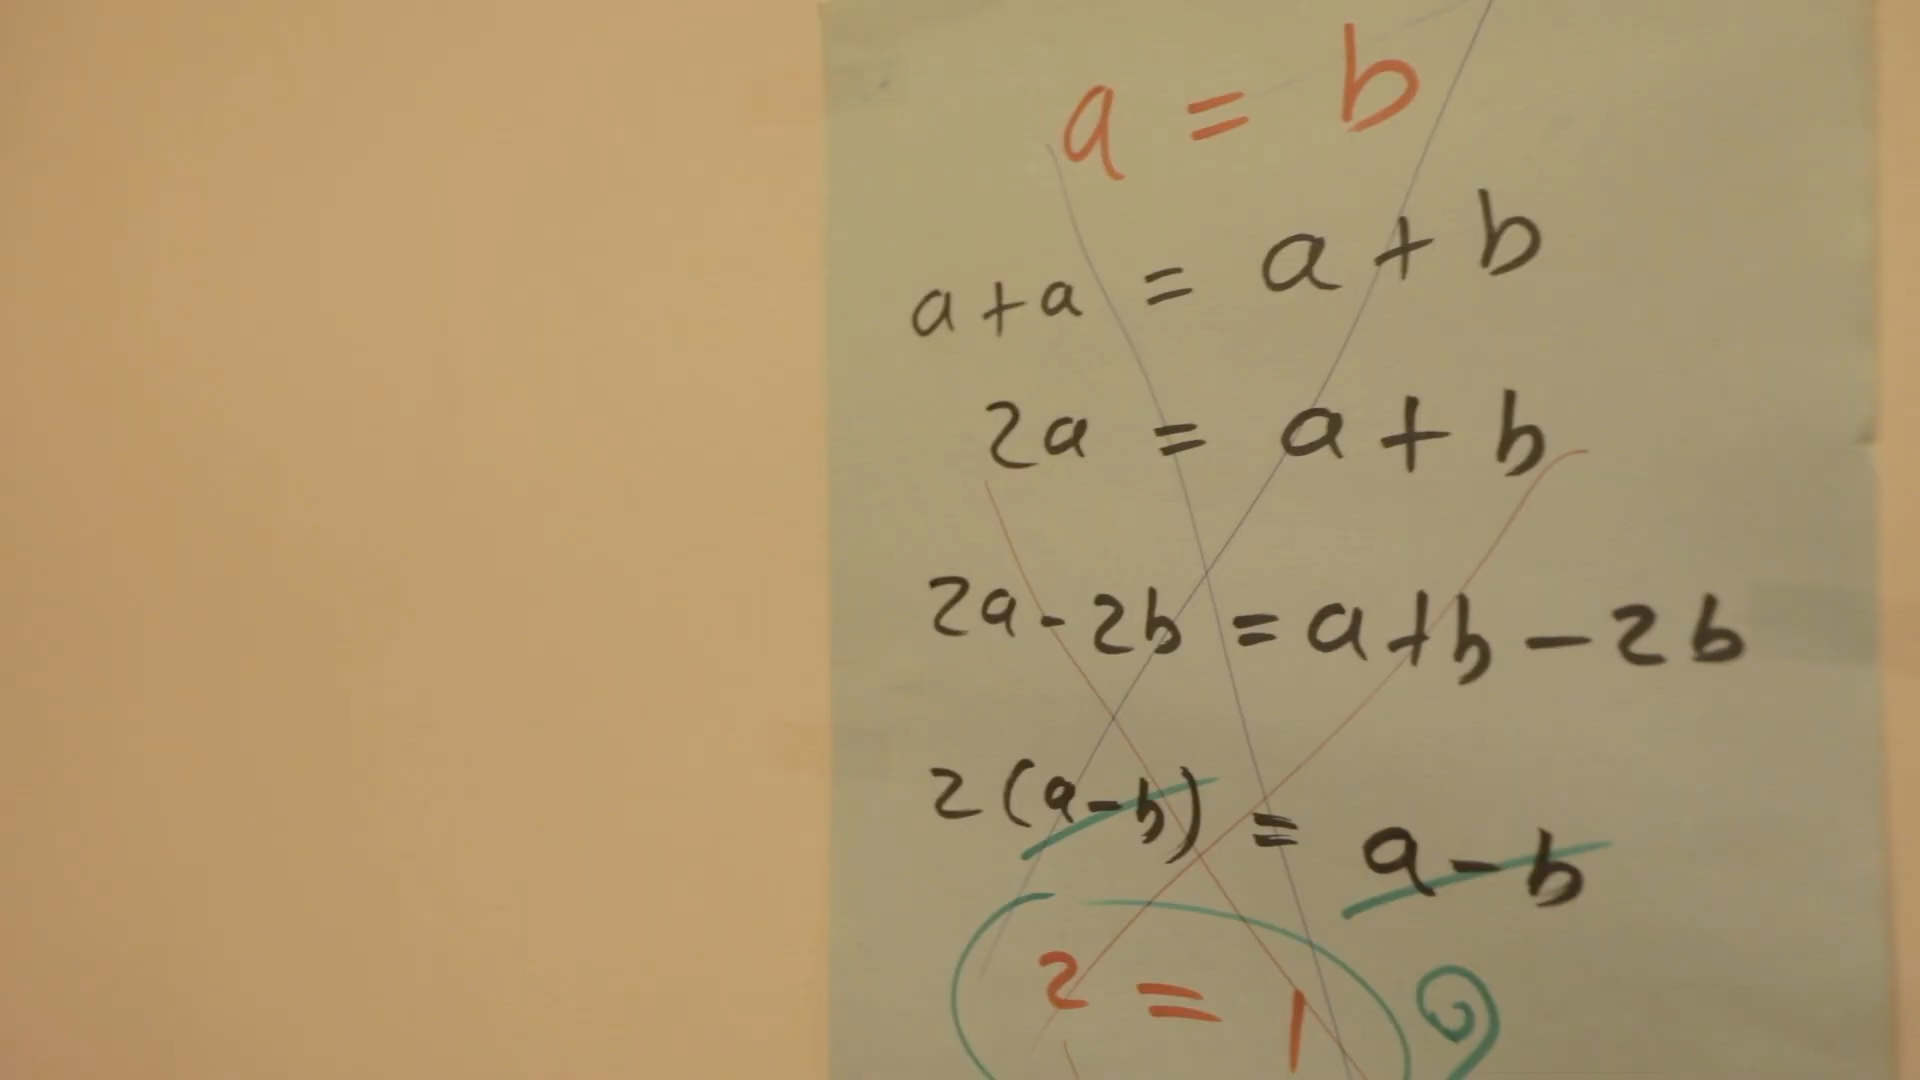 a = b
a + a = a + b
2a = a + b
2a - 2b = a + b - 2b
2(a-b) = a - b
2 = 1